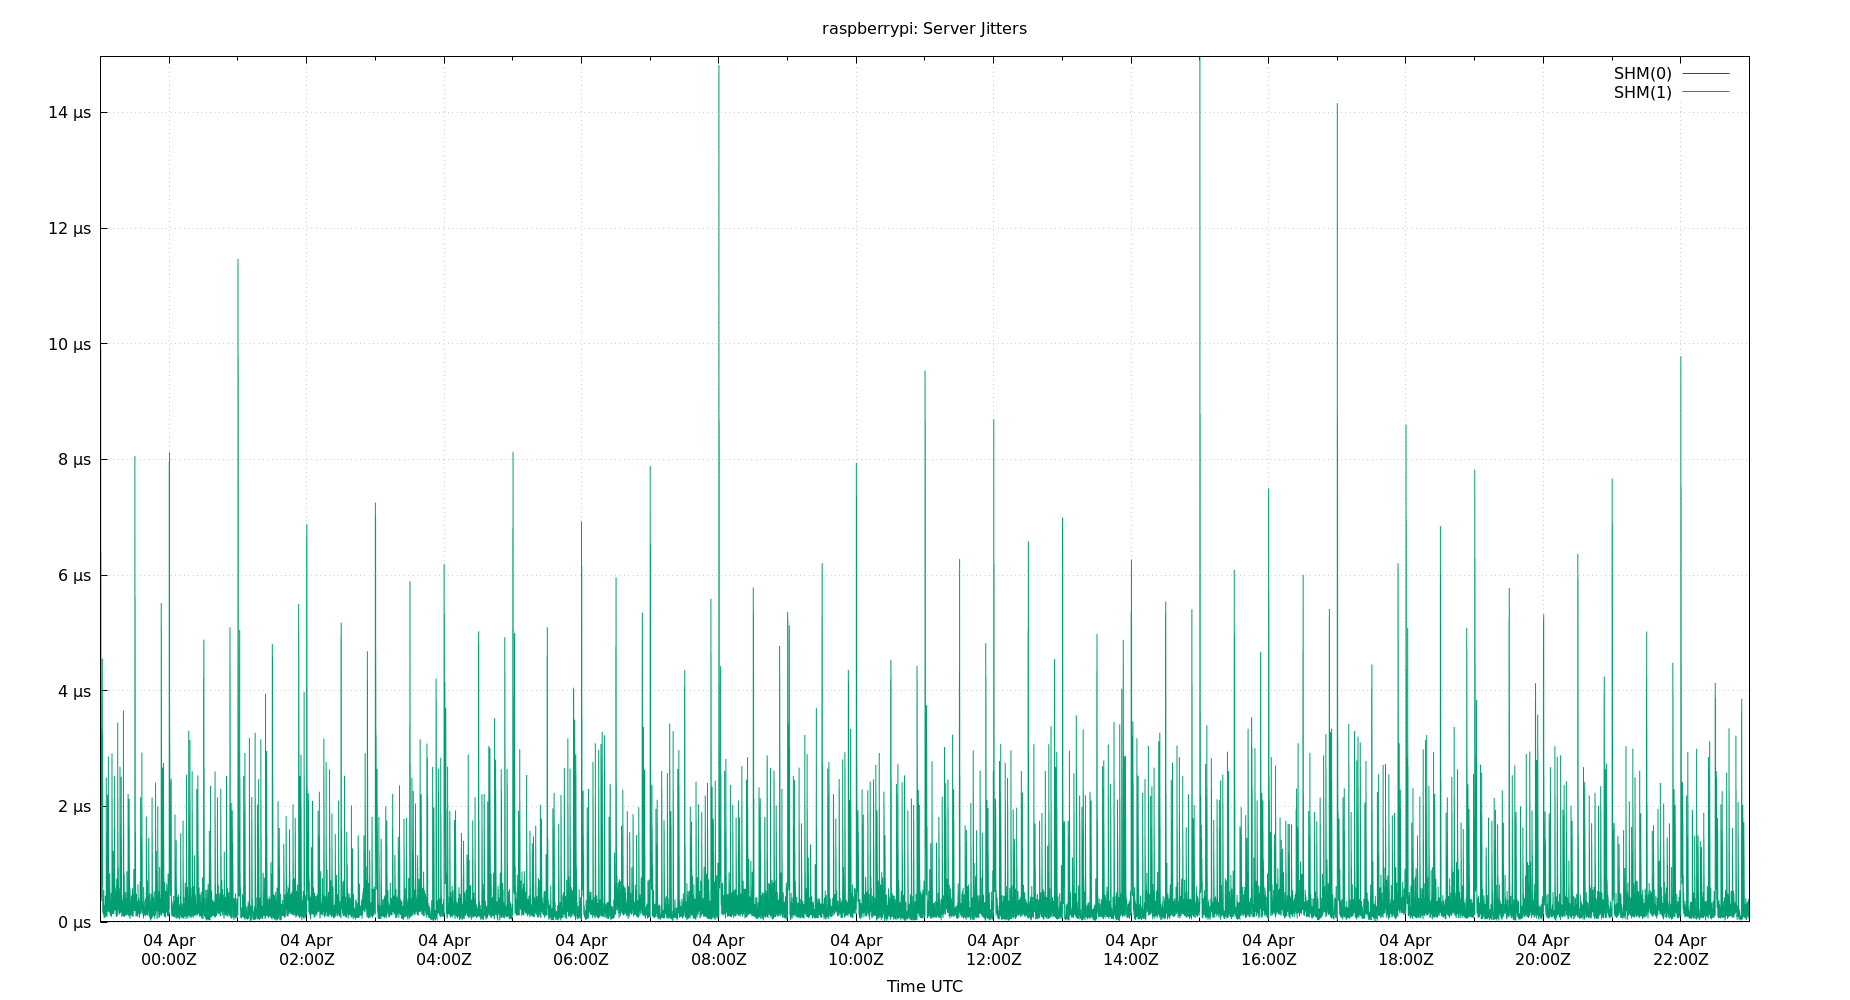 raspberrypi: Server Jitters
SHM(0)
SHM(1)
14 µs
12 µs
10 µs
8 µs
6 µs
4 µs
2 µs
0 µs
04 Apr 04 Apr 04 Apr 04 Apr 04 Apr 04 Apr 04 Apr 04 Apr 04 Apr 04 Apr 04 Apr 04 Apr
00:00Z 02:00Z 04:00Z 06:00Z 08:00Z 10:00Z 12:00Z 14:00Z 16:00Z 18:00Z 20:00Z 22:00Z
Time UTC